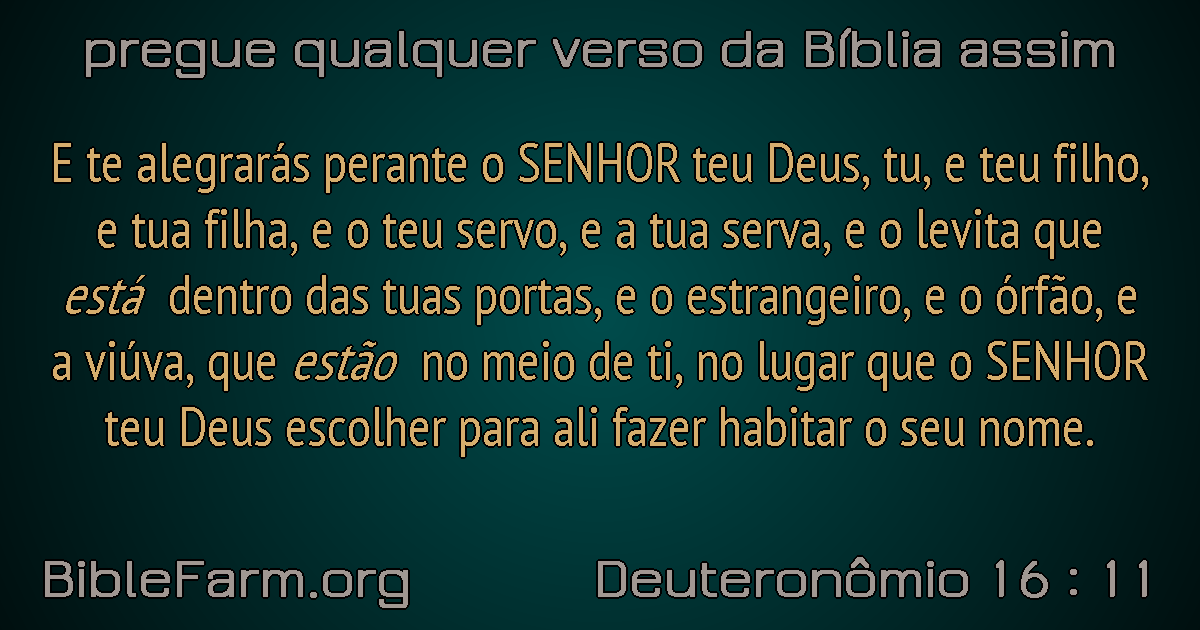 pregue qualquer verso da Bíblia assim
E te alegrarás perante o SENHOR teu Deus, tu, e teu filho,
e tua filha, e o teu servo, e a tua serva, e o levita que
está dentro das tuas portas, e o estrangeiro, e o órfão, e
a viúva, que estão no meio de ti, no lugar que o SENHOR
teu Deus escolher para ali fazer habitar o seu nome.
BibleFarm.org Deuteronômio 16 : 11